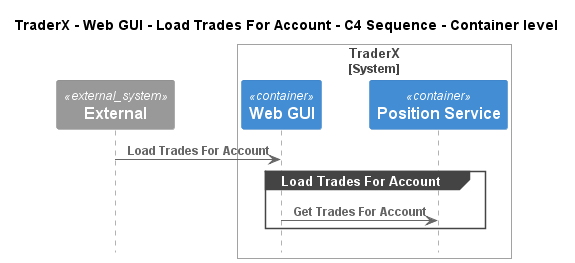 TraderX - Web GUI - Load Trades For Account - C4 Sequence - Container level
TraderX
[System]
«external_system»
External
«container»
Web GUI
«container»
Position Service
Load Trades For Account
Load Trades For Account
Get Trades For Account